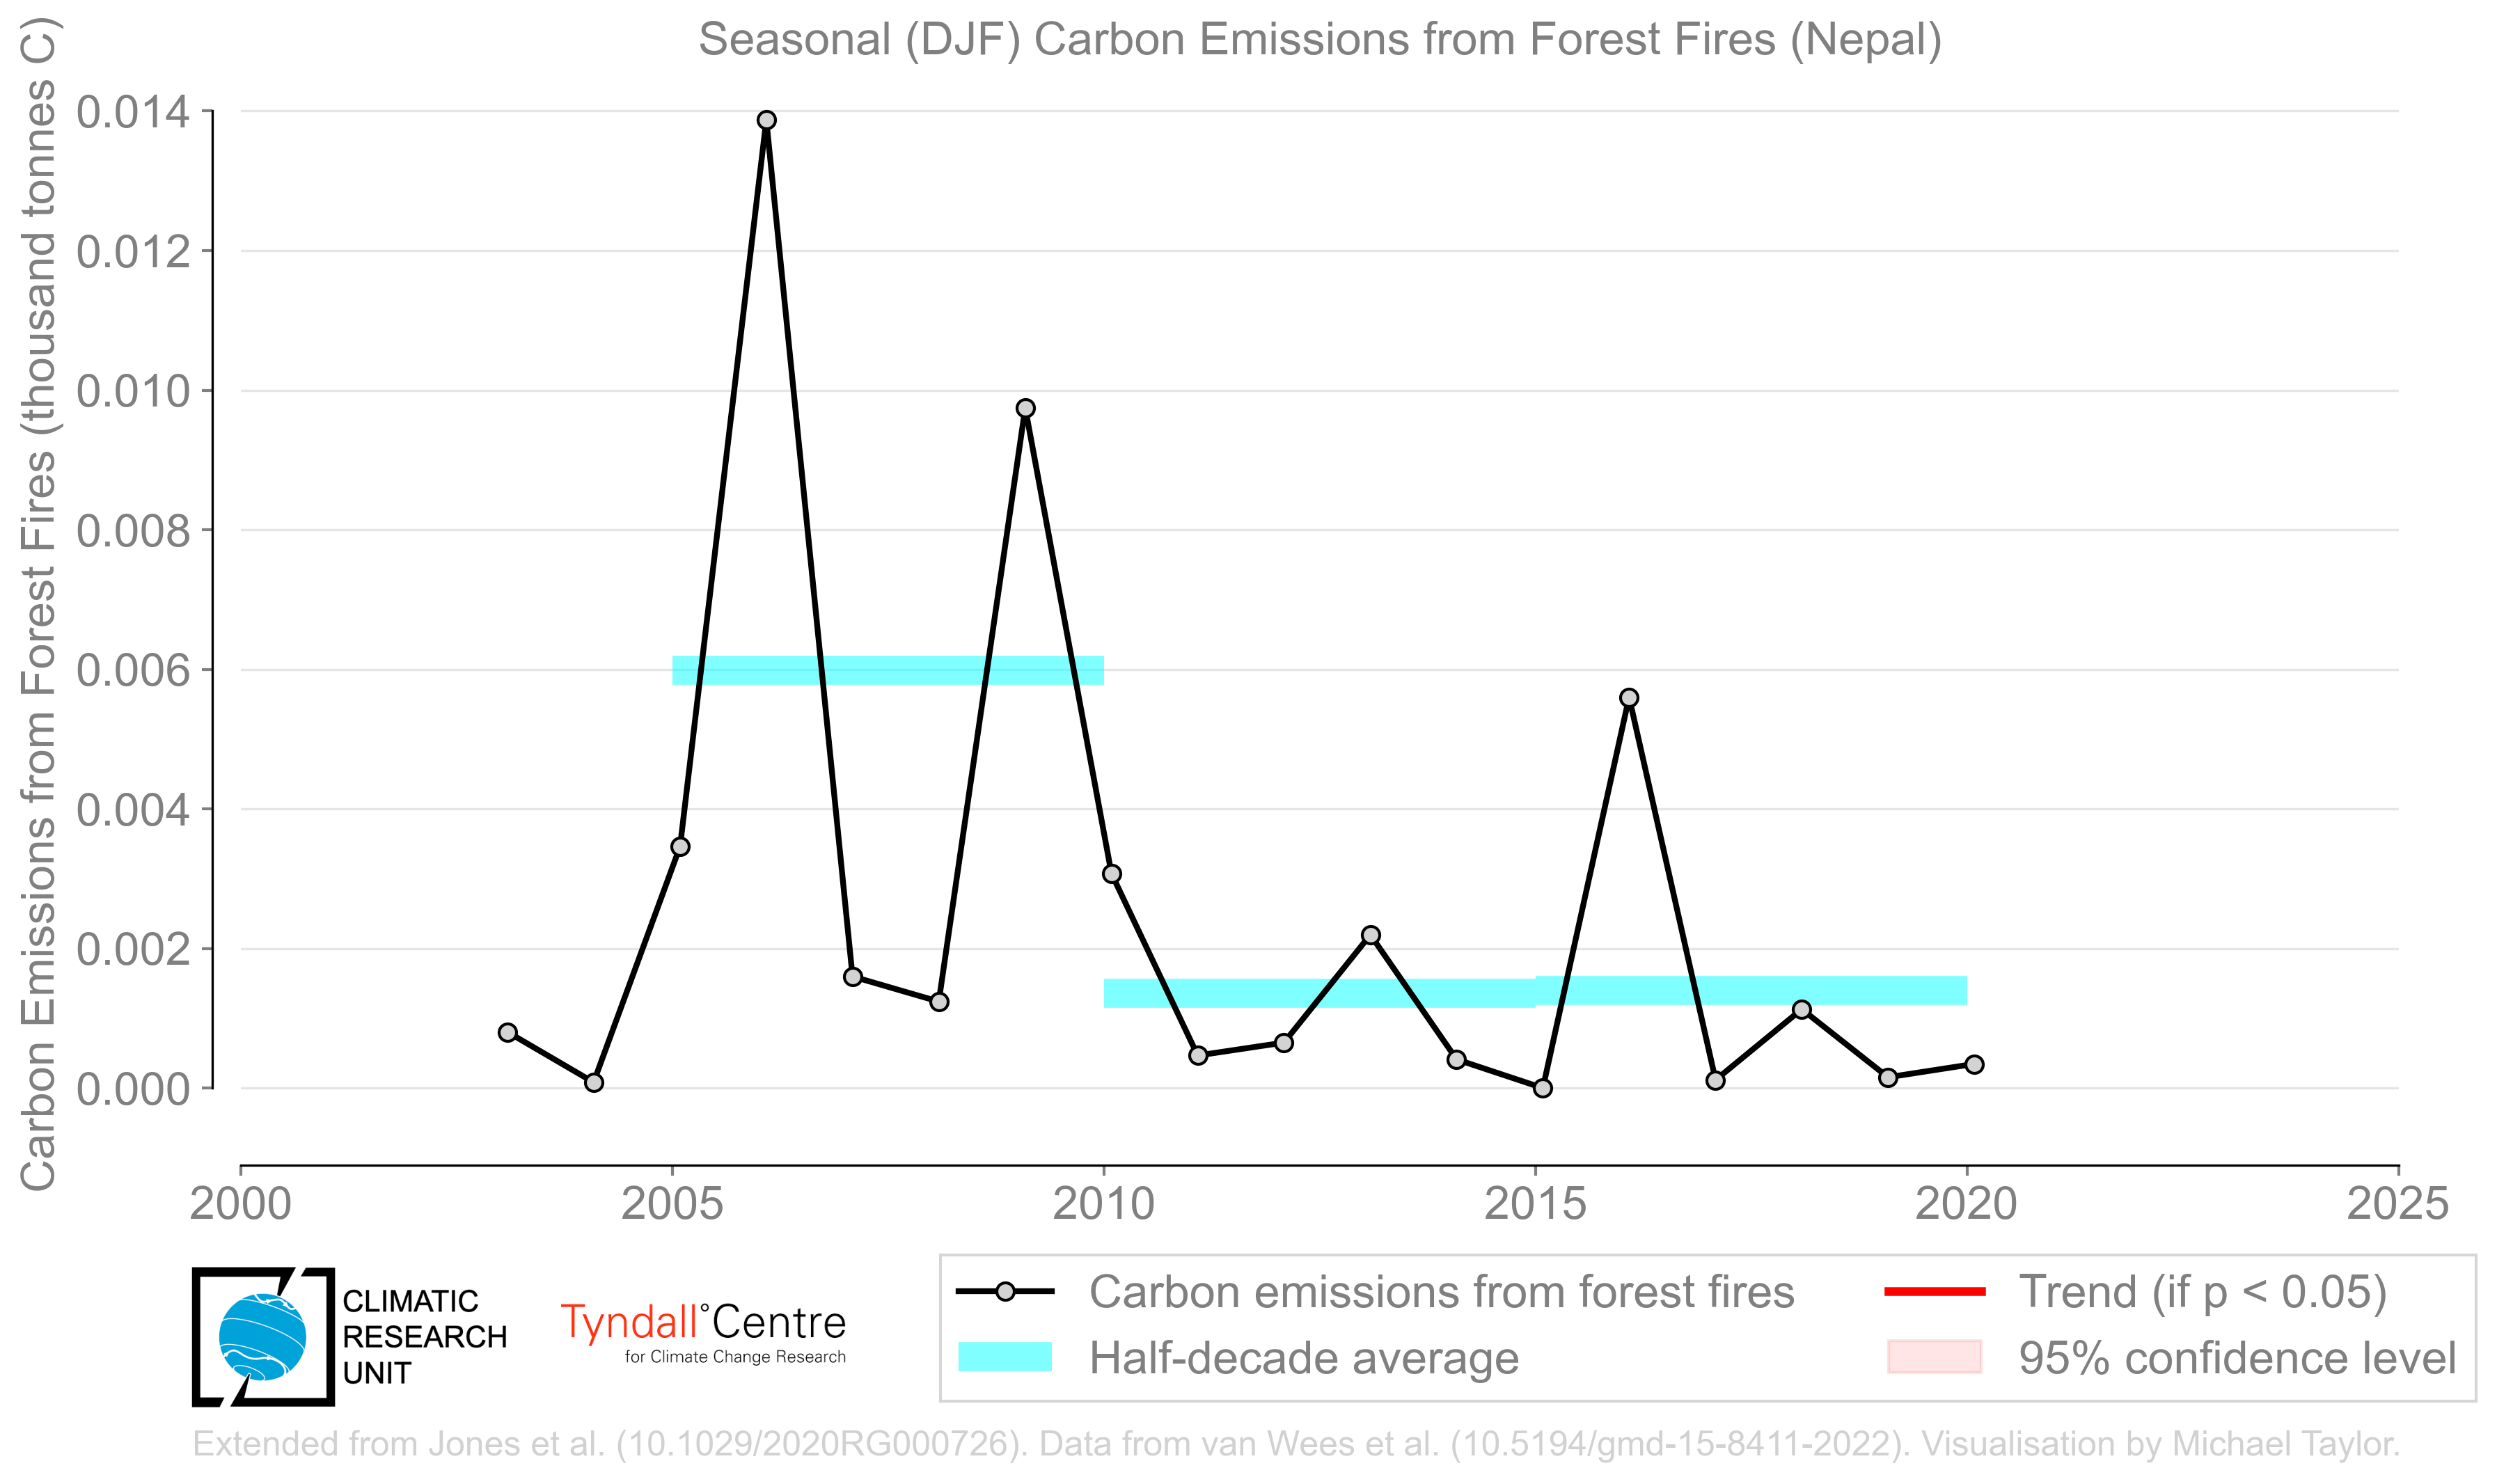 Seasonal (DJF) Carbon Emissions from Forest Fires (Nepal)
Carbon Emissions from Forest Fires (thousand tonnes C)
0.014
0.012
0.010
0.008
0.006
0.004
0.002
0.000
2000 2005 2010 2015 2020 2025
Carbon emissions from forest fires
Half-decade average
Trend (if p < 0.05)
95% confidence level
CLIMATIC
RESEARCH
UNIT
Tyndall°Centre
for Climate Change Research
Extended from Jones et al. (10.1029/2020RG000726). Data from van Wees et al. (10.5194/gmd-15-8411-2022). Visualisation by Michael Taylor.